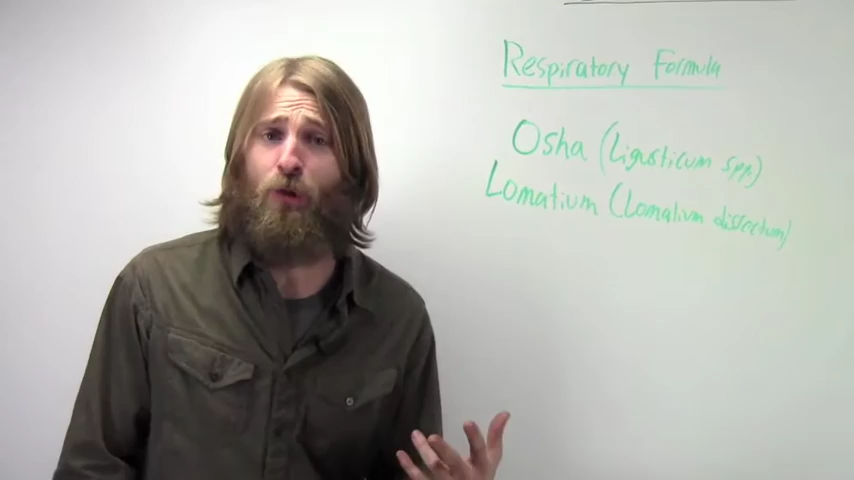 Respiratory Formula
Osha (Ligusticum spp.)
Lomatium (Lomatium dissectum)